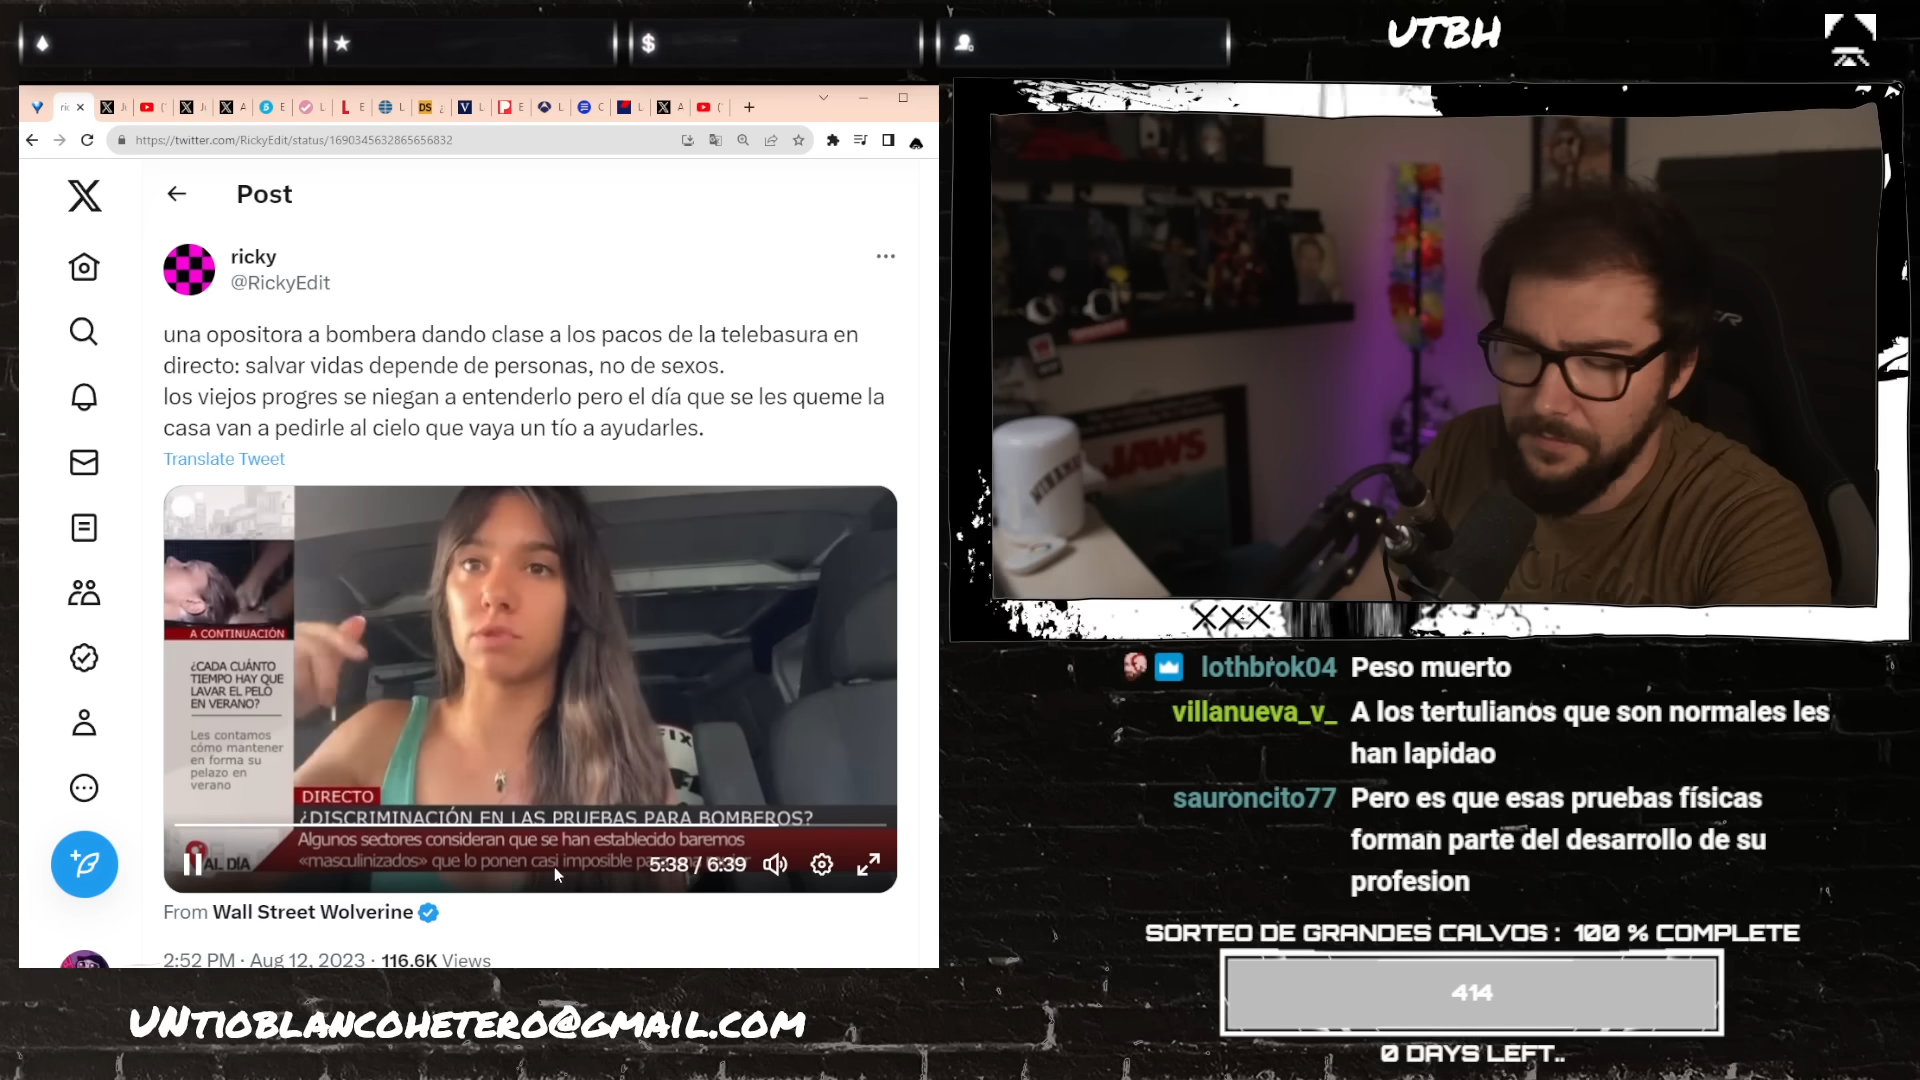 UTBH
https://twitter.com/RickyEdit/status/1690345632865656832
Post
ricky
@RickyEdit
una opositora a bombera dando clase a los pacos de la telebasura en
directo: salvar vidas depende de personas, no de sexos.
los viejos progres se niegan a entenderlo pero el día que se les queme la
casa van a pedirle al cielo que vaya un tío a ayudarles.
Translate Tweet
A CONTINUACIÓN
¿CADA CUÁNTO
TIEMPO HAY QUE
LAVAR EL PELO
EN VERANO?
Les contamos
cómo mantener
en forma su
pelazo en
verano
FIX
DIRECTO
¿DISCRIMINACIÓN EN LAS PRUEBAS PARA BOMBEROS?
Algunos sectores consideran que se han establecido baremos
«masculinizados» que lo ponen casi imposible
AL DÍA
5:38 / 6:39
From Wall Street Wolverine
2:52 PM · Aug 12, 2023 · 116.6K Views
JAWS
XXX
lothbrok04 Peso muerto
villanueva_v_ A los tertulianos que son normales les
han lapidao
sauroncito77 Pero es que esas pruebas físicas
forman parte del desarrollo de su
profesion
SORTEO DE GRANDES CALVOS : 100 % COMPLETE
414
0 DAYS LEFT..
UNTIOBLANCOHETERO@GMAIL.COM